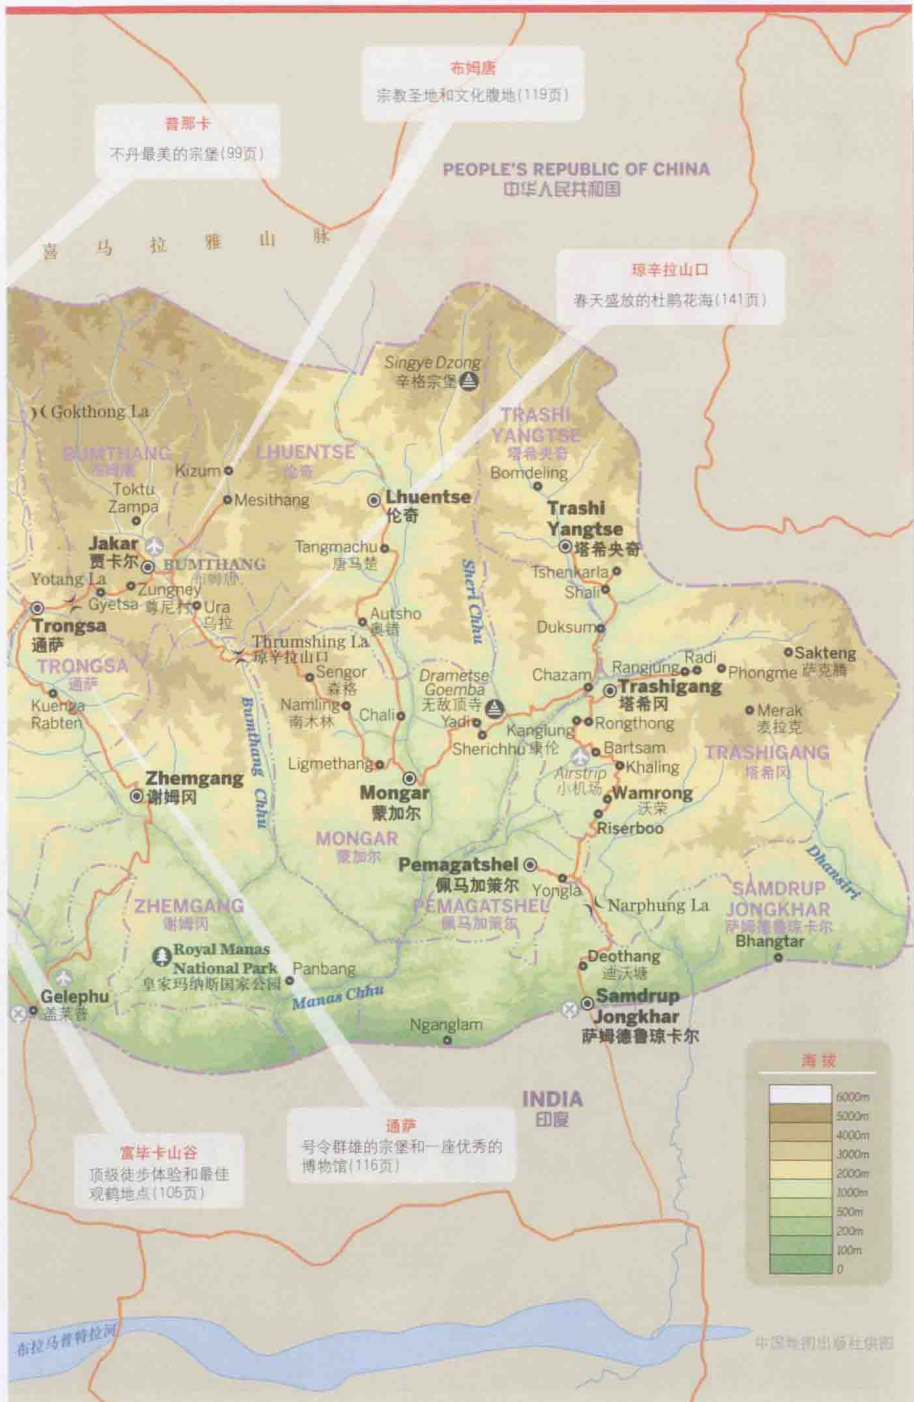 布姆唐
宗教圣地和文化腹地(119页)
普那卡
不丹最美的宗堡(99页)
PEOPLE'S REPUBLIC OF CHINA
中华人民共和国
喜马拉雅山脉
琼辛拉山口
春天盛放的杜鹃花海(141页)
Singye Dzong
辛格宗堡
Gokthong La
TRASHI
YANGTSE
塔希央奇
BUMTHANG
布姆唐
LHUENTSE
伦奇
Kizum
Bomdeling
Toktu
Zampa
Mesithang
Lhuentse
伦奇
Trashi
Yangtse
塔希央奇
Jakar
贾卡尔
BUMTHANG
布姆唐
Tangmachu
唐马楚
Sheri Chhu
Tshenkarla
Shali
Yotang La
Gyetsa
Zungney
尊尼村
Ura
乌拉
Autsho
奥错
Duksum
Trongsa
通萨
TRONGSA
通萨
Thrumshing La
琼辛拉山口
Sengor
森格
Drametse
Goemba
无敌顶寺
Chazam
Rangjung
Radi
Phongme
Sakteng
萨克腾
Trashigang
塔希冈
Kuenga
Rabten
Bumthang Chhu
Namling
南木林
Chali
Yadi
Sherichhu
Kanglung
康伦
Rongthong
Merak
麦拉克
TRASHIGANG
塔希冈
Bartsam
Khaling
Airstrip
小机场
Zhemgang
谢姆冈
Ligmethang
Mongar
蒙加尔
Wamrong
沃荣
Riserboo
MONGAR
蒙加尔
Pemagatshel
佩马加策尔
PEMAGATSHEL
佩马加策尔
Yongla
Dhansiri
Narphung La
SAMDRUP
JONGKHAR
萨姆德鲁琼卡尔
ZHEMGANG
谢姆冈
Royal Manas
National Park
皇家玛纳斯国家公园
Panbang
Manas Chhu
Deothang
迪沃塘
Bhangtar
Gelephu
盖莱普
Samdrup
Jongkhar
萨姆德鲁琼卡尔
Nganglam
INDIA
印度
海拔
6000m
5000m
4000m
3000m
2000m
1000m
500m
200m
100m
0
通萨
号令群雄的宗堡和一座优秀的
博物馆(116页)
富毕卡山谷
顶级徒步体验和最佳
观鹤地点(105页)
布拉马普特拉河
中国地图出版社供图